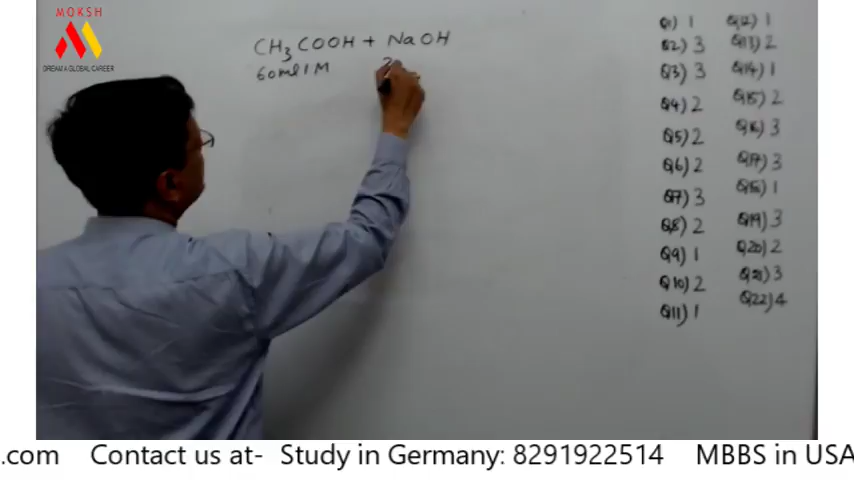 MOKSH
DREAM A GLOBAL CAREER
CH3COOH + NaOH
60ml 1M
Q1) 1
Q2) 3
Q3) 3
Q4) 2
Q5) 2
Q6) 2
Q7) 3
Q8) 2
Q9) 1
Q10) 2
Q11) 1
Q12) 1
Q13) 2
Q14) 1
Q15) 2
Q16) 3
Q17) 3
Q18) 1
Q19) 3
Q20) 2
Q21) 3
Q22) 4
.com Contact us at- Study in Germany: 8291922514 MBBS in USA